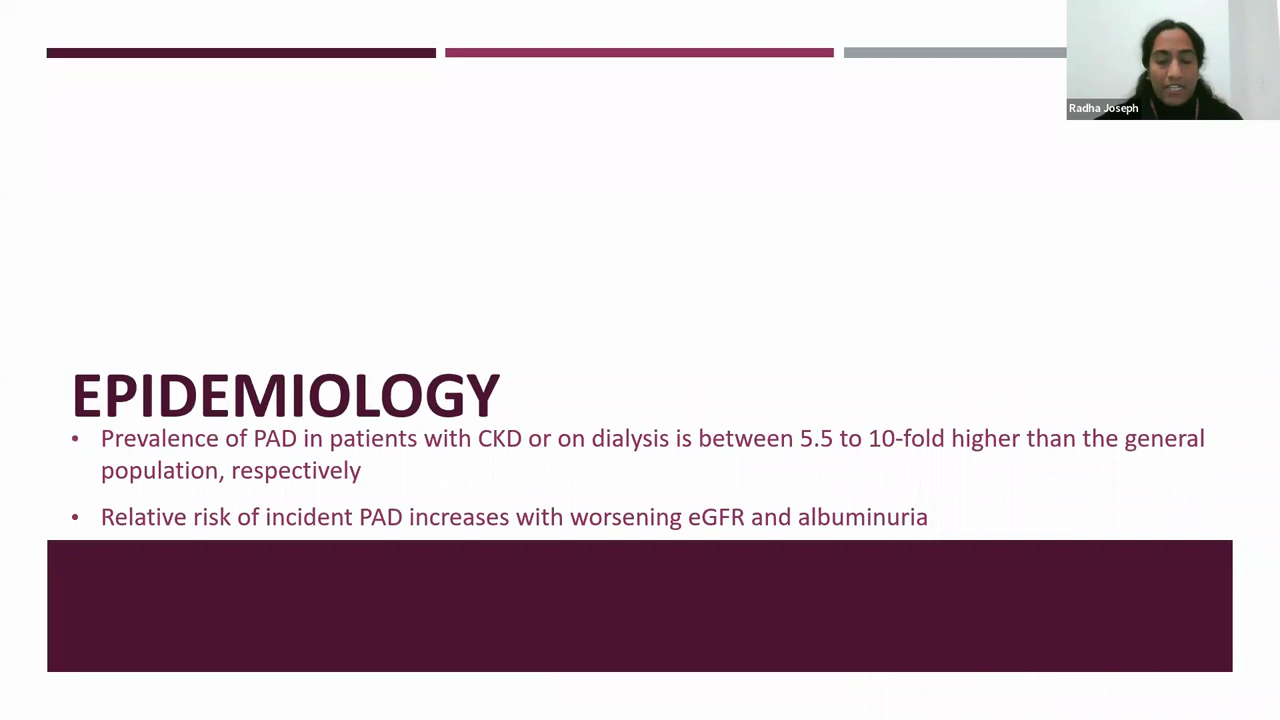 Radha Joseph
EPIDEMIOLOGY
• Prevalence of PAD in patients with CKD or on dialysis is between 5.5 to 10-fold higher than the general
population, respectively
• Relative risk of incident PAD increases with worsening eGFR and albuminuria